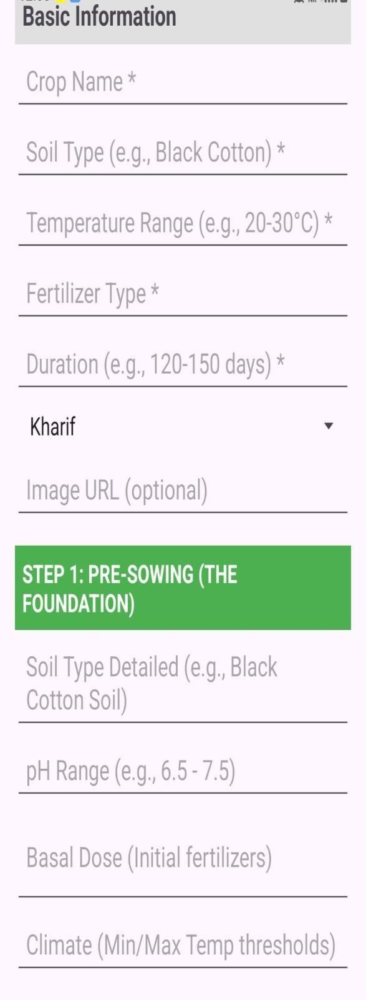 Basic Information
Crop Name *
Soil Type (e.g., Black Cotton) *
Temperature Range (e.g., 20-30°C) *
Fertilizer Type *
Duration (e.g., 120-150 days) *
Kharif
Image URL (optional)
STEP 1: PRE-SOWING (THE
FOUNDATION)
Soil Type Detailed (e.g., Black
Cotton Soil)
pH Range (e.g., 6.5 - 7.5)
Basal Dose (Initial fertilizers)
Climate (Min/Max Temp thresholds)